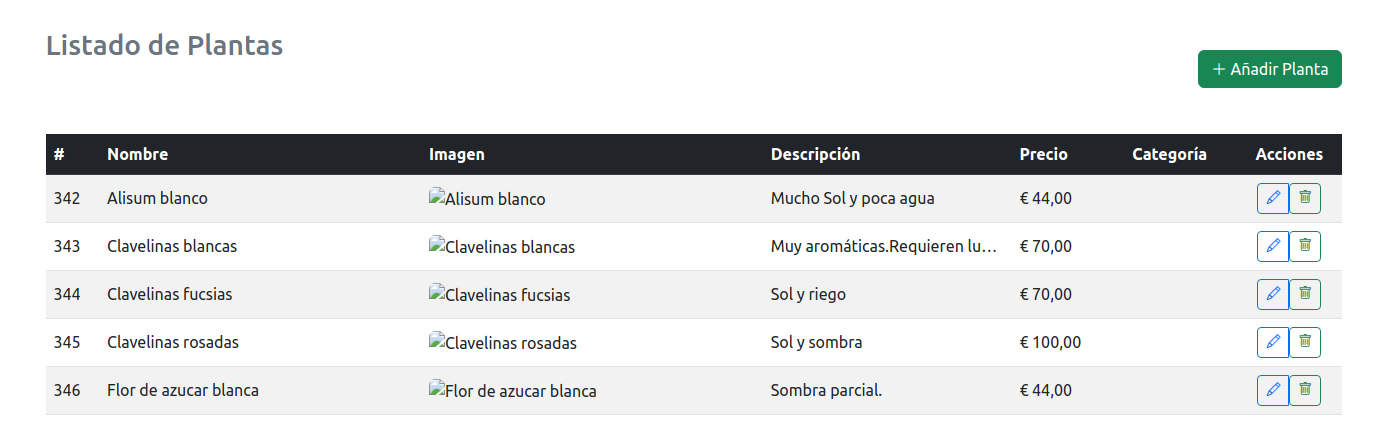 Listado de Plantas
+ Añadir Planta
# Nombre Imagen Descripción Precio Categoría Acciones
342 Alisum blanco Alisum blanco Mucho Sol y poca agua € 44,00
343 Clavelinas blancas Clavelinas blancas Muy aromáticas.Requieren lu… € 70,00
344 Clavelinas fucsias Clavelinas fucsias Sol y riego € 70,00
345 Clavelinas rosadas Clavelinas rosadas Sol y sombra € 100,00
346 Flor de azucar blanca Flor de azucar blanca Sombra parcial. € 44,00